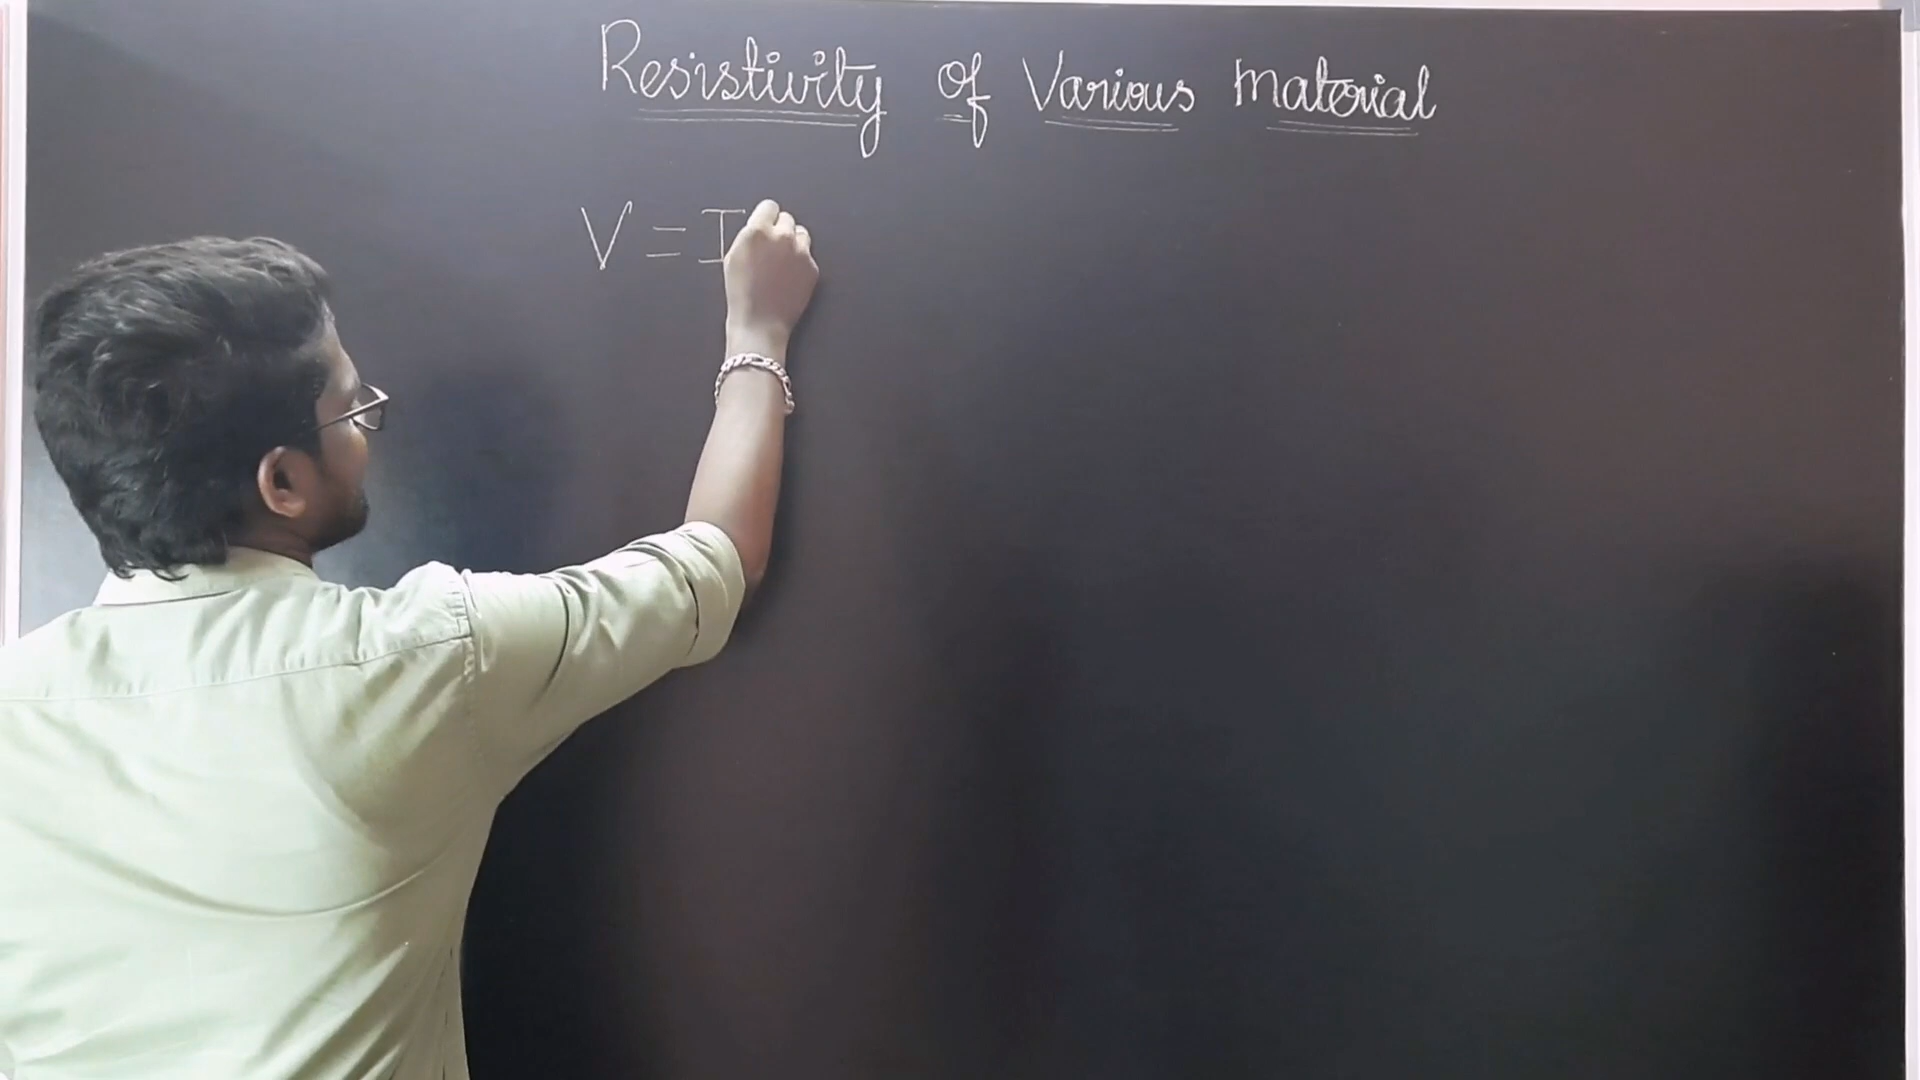 Resistivity of Various Material
V = I